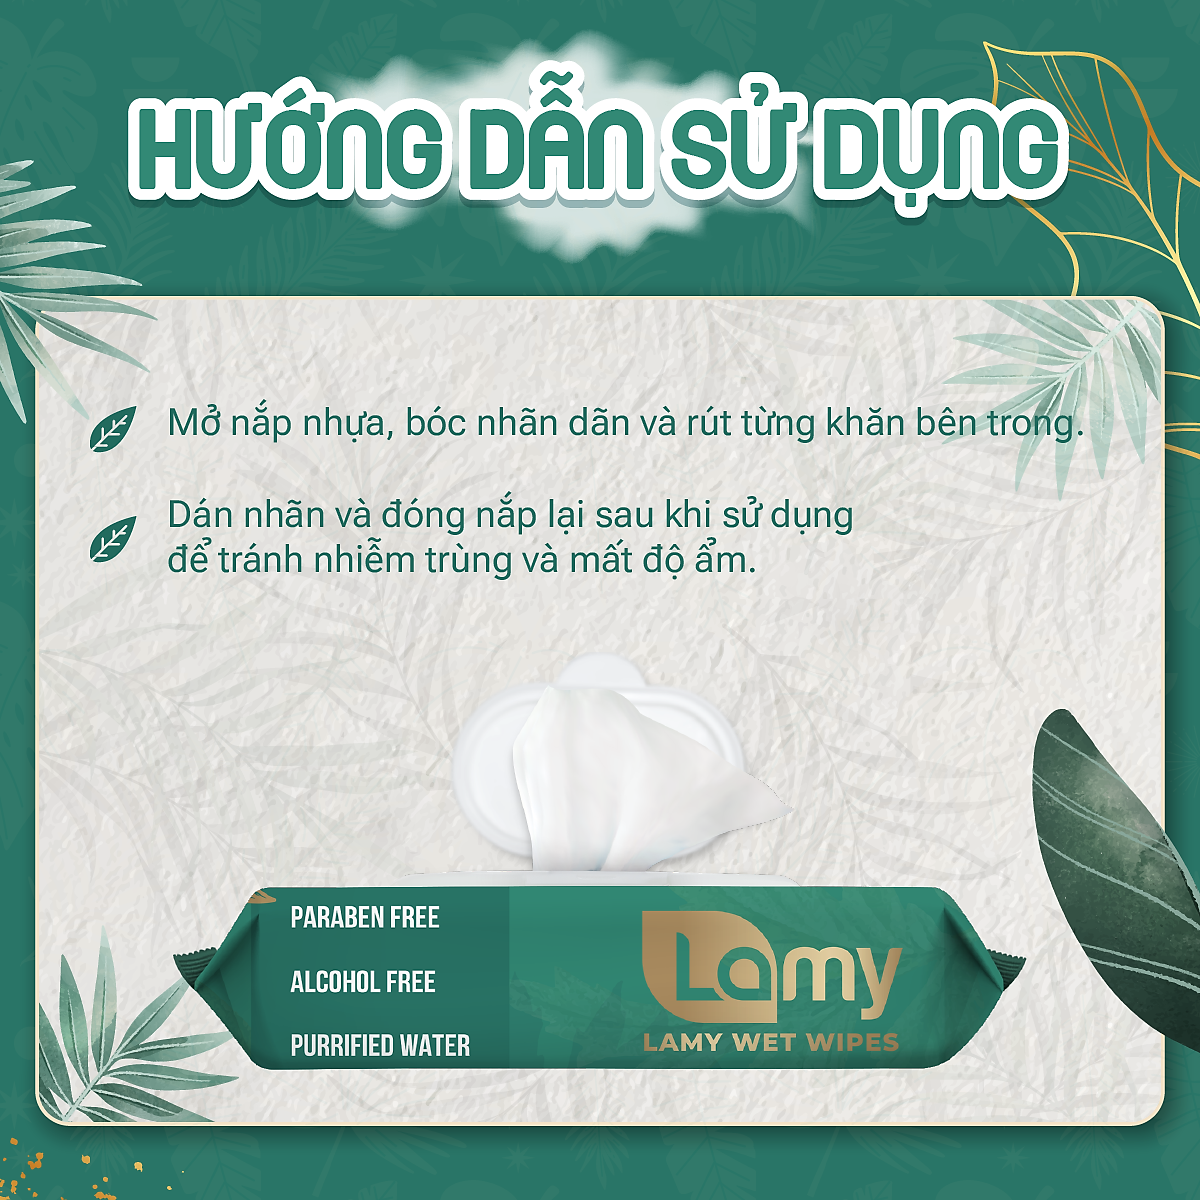 HƯỚNG DẪN SỬ DỤNG
Mở nắp nhựa, bóc nhãn dãn và rút từng khăn bên trong.
Dán nhãn và đóng nắp lại sau khi sử dụng
để tránh nhiễm trùng và mất độ ẩm.
PARABEN FREE
ALCOHOL FREE
PURRIFIED WATER
Lamy
LAMY WET WIPES